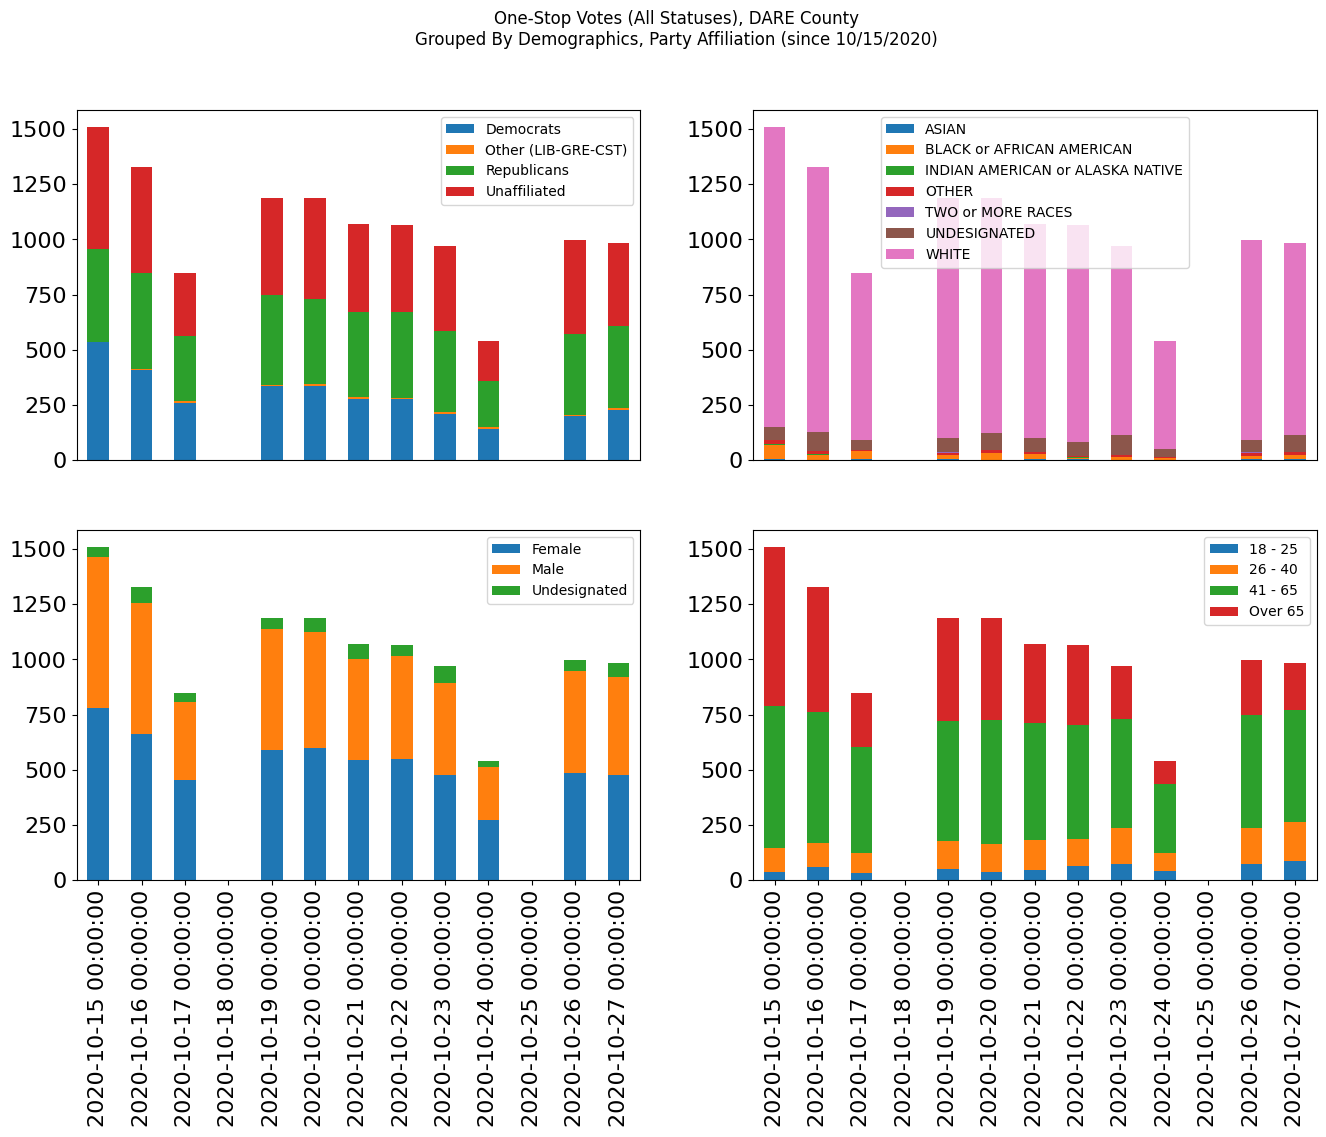 One-Stop Votes (All Statuses), DARE County
Grouped By Demographics, Party Affiliation (since 10/15/2020)
1500
1250
1000
750
500
250
0
Democrats
Other (LIB-GRE-CST)
Republicans
Unaffiliated
1500
1250
1000
750
500
250
0
ASIAN
BLACK or AFRICAN AMERICAN
INDIAN AMERICAN or ALASKA NATIVE
OTHER
TWO or MORE RACES
UNDESIGNATED
WHITE
1500
1250
1000
750
500
250
0
Female
Male
Undesignated
2020-10-15 00:00:00
2020-10-16 00:00:00
2020-10-17 00:00:00
2020-10-18 00:00:00
2020-10-19 00:00:00
2020-10-20 00:00:00
2020-10-21 00:00:00
2020-10-22 00:00:00
2020-10-23 00:00:00
2020-10-24 00:00:00
2020-10-25 00:00:00
2020-10-26 00:00:00
2020-10-27 00:00:00
1500
1250
1000
750
500
250
0
18 - 25
26 - 40
41 - 65
Over 65
2020-10-15 00:00:00
2020-10-16 00:00:00
2020-10-17 00:00:00
2020-10-18 00:00:00
2020-10-19 00:00:00
2020-10-20 00:00:00
2020-10-21 00:00:00
2020-10-22 00:00:00
2020-10-23 00:00:00
2020-10-24 00:00:00
2020-10-25 00:00:00
2020-10-26 00:00:00
2020-10-27 00:00:00